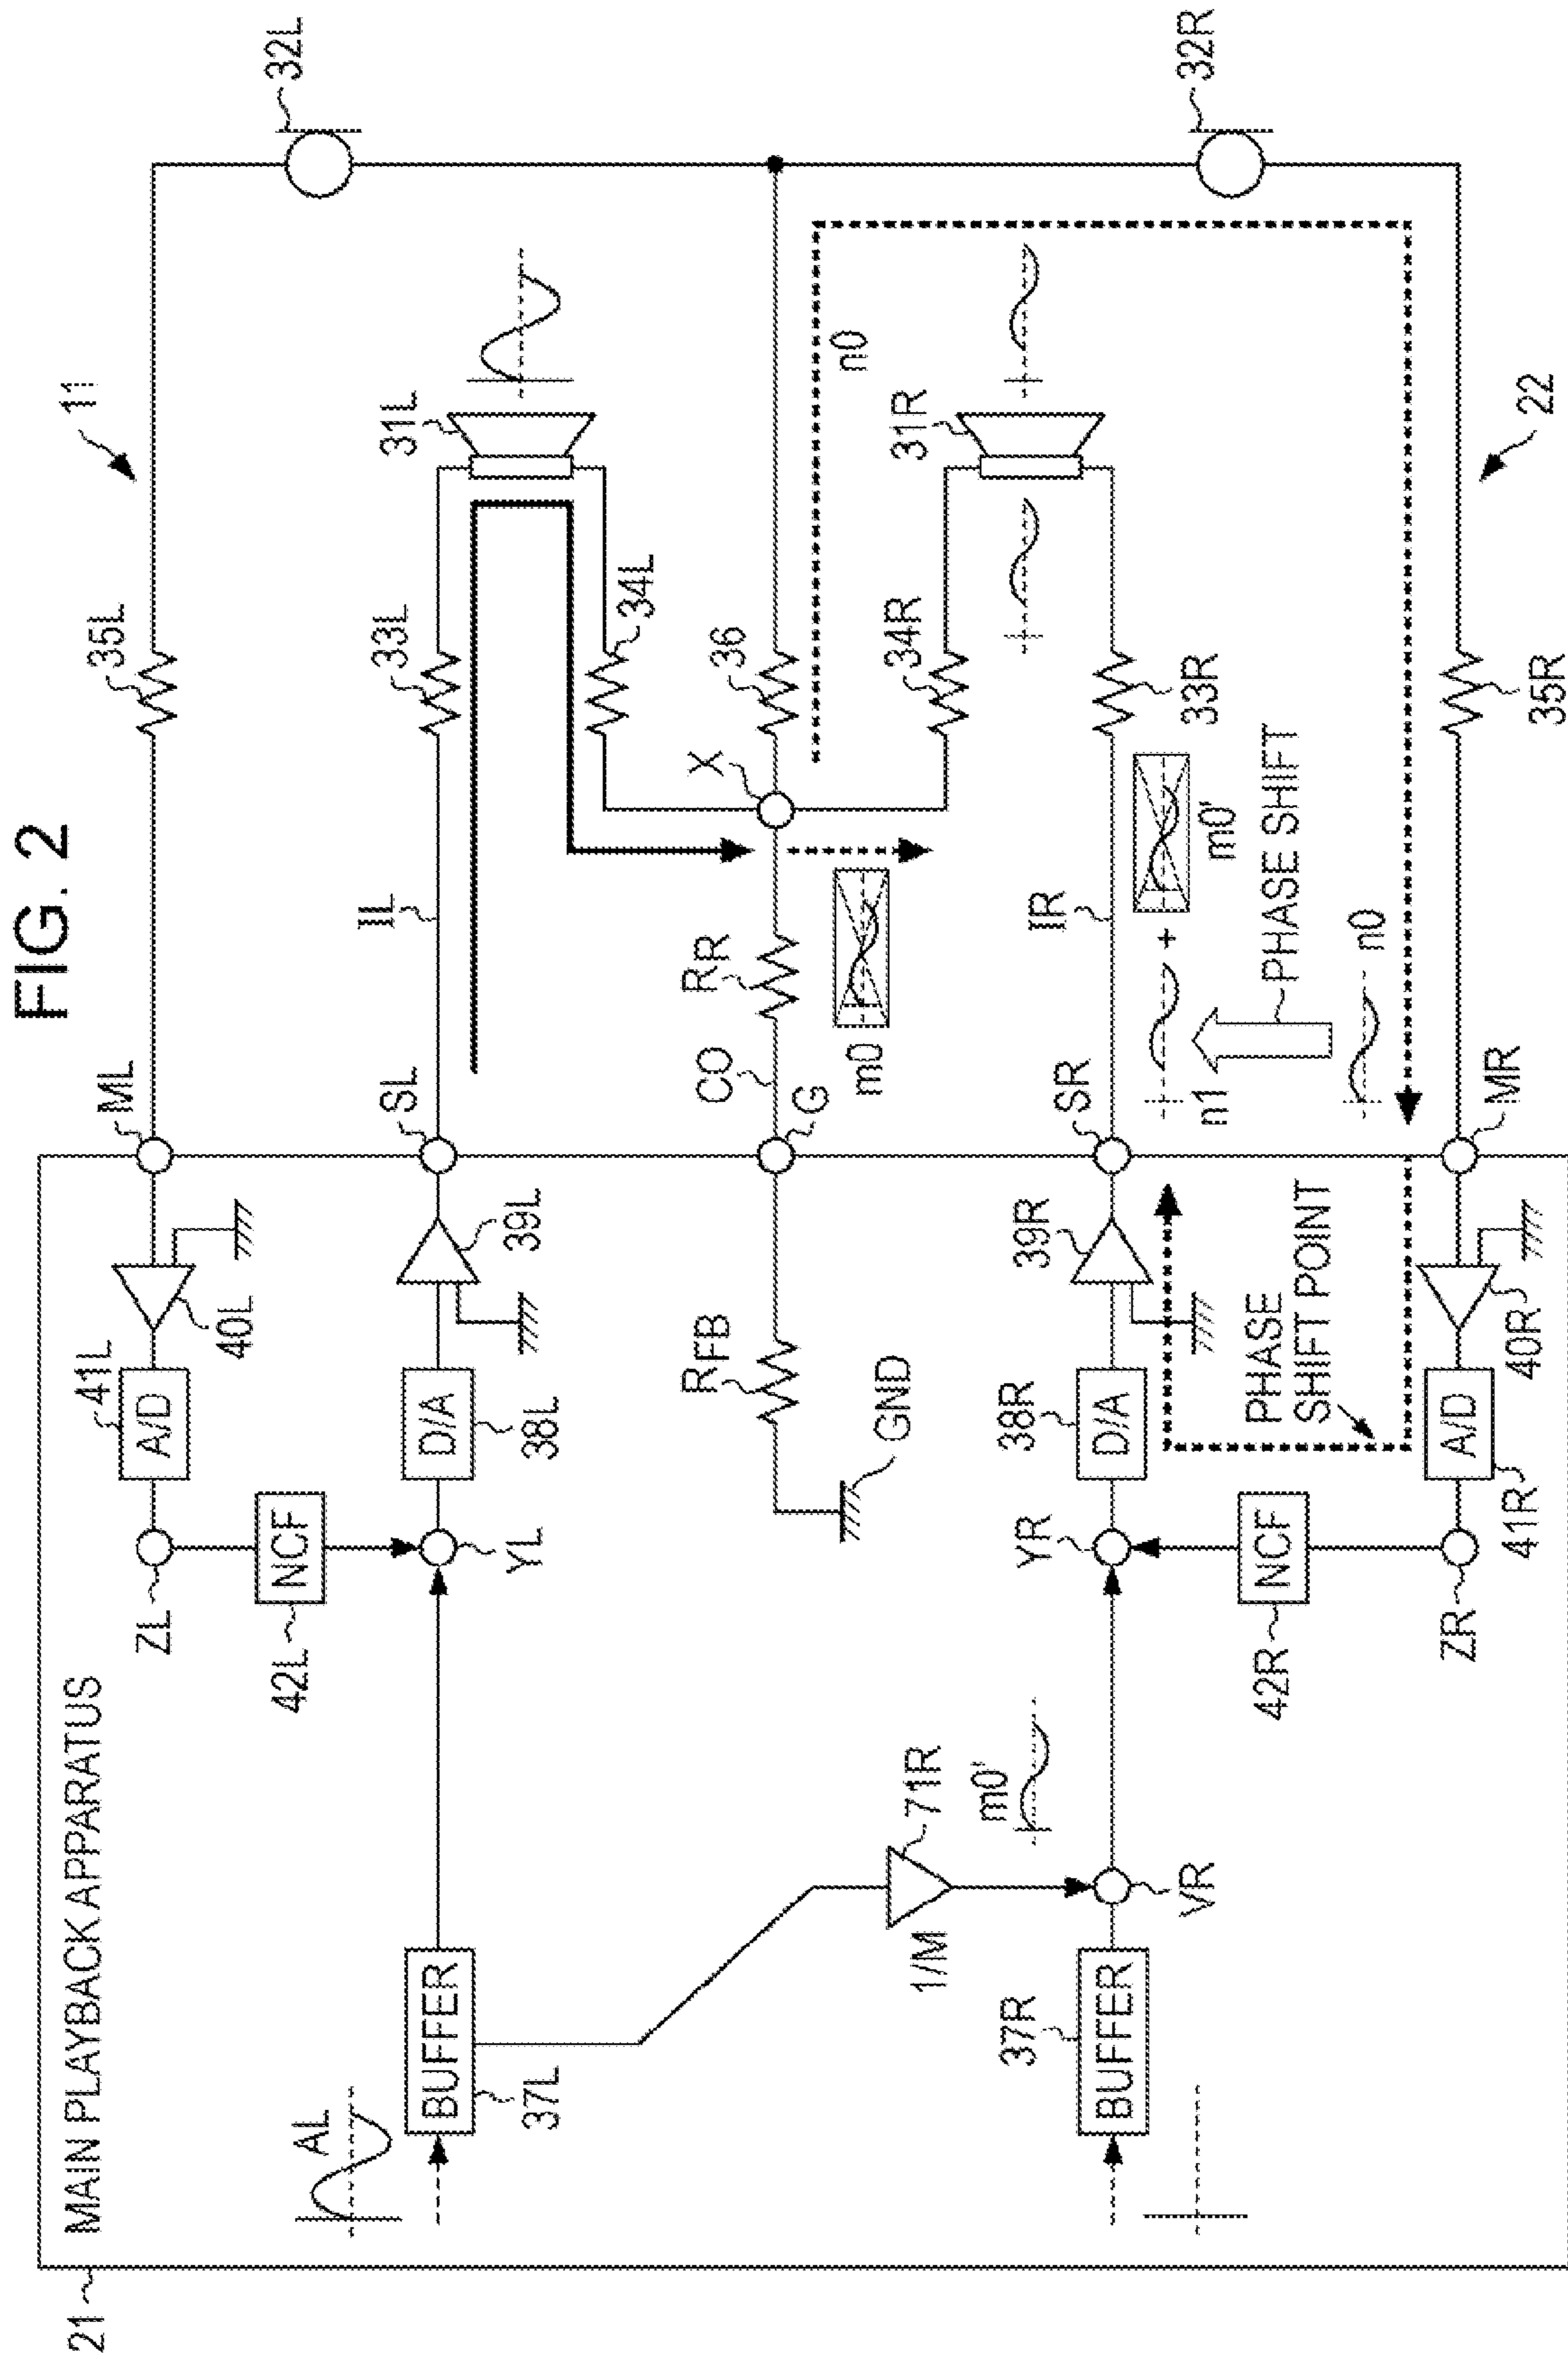 FIG. 2
21
MAIN PLAYBACK APPARATUS
11
22
41L
A/D
40L
ML
35L
32L
ZL
NCF
42L
AL
BUFFER
37L
YL
D/A
38L
39L
SL
IL
33L
31L
34L
RFB
GND
G
CO
RR
X
36
m0
n0
34R
31R
71R
1/M
m0'
BUFFER
37R
VR
YR
D/A
38R
39R
SR
IR
33R
n1
+
m0'
PHASE SHIFT
n0
NCF
42R
PHASE
SHIFT POINT
ZR
A/D
41R
40R
MR
35R
32R